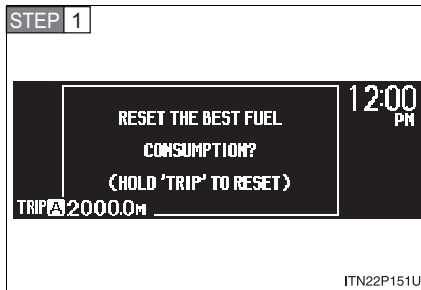 STEP 1
12:00
PM
RESET THE BEST FUEL
CONSUMPTION?
(HOLD 'TRIP' TO RESET)
TRIP A 2000.0M
ITN22P151U